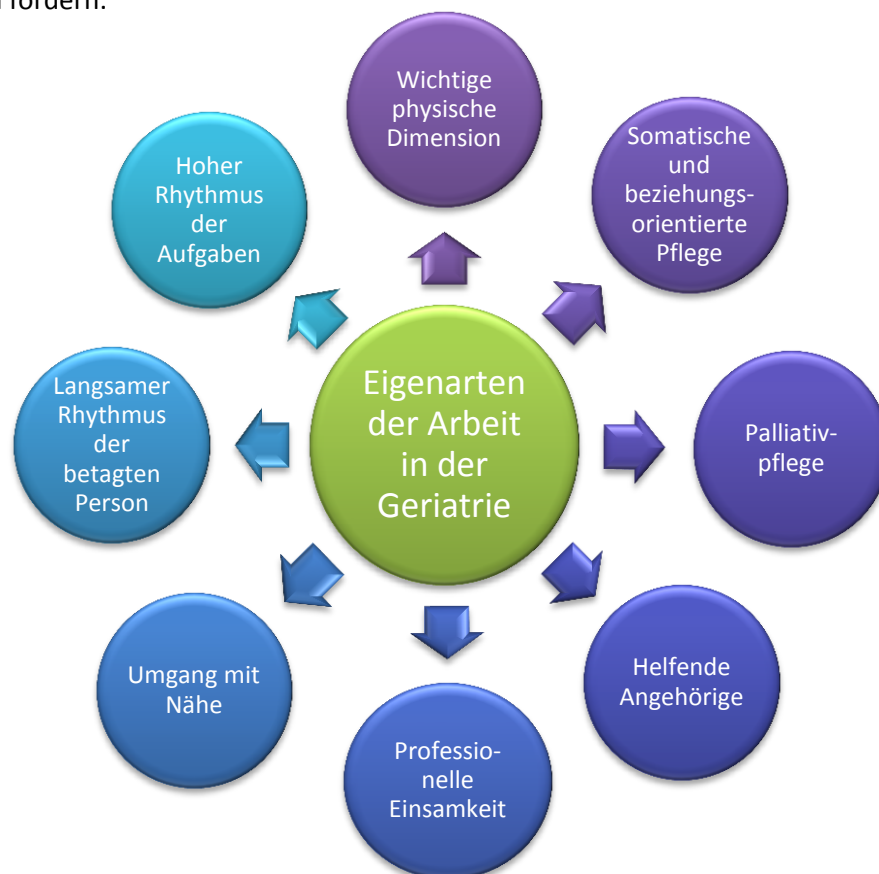 fördern.
Wichtige
physische
Dimension
Somatische
und
beziehungs-
orientierte
Pflege
Palliativ-
pflege
Helfende
Angehörige
Professio-
nelle
Einsamkeit
Umgang mit
Nähe
Langsamer
Rhythmus
der
betagten
Person
Hoher
Rhythmus
der
Aufgaben
Eigenarten
der Arbeit
in der
Geriatrie